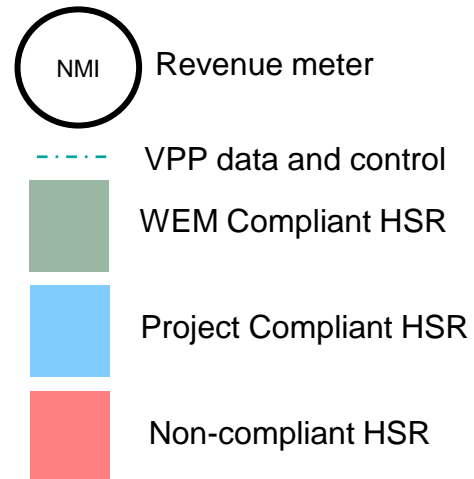 NMI Revenue meter
VPP data and control
WEM Compliant HSR
Project Compliant HSR
Non-compliant HSR